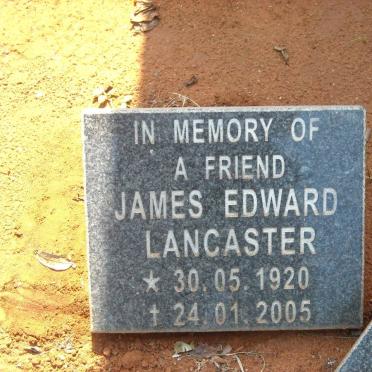 IN MEMORY OF
A FRIEND
JAMES EDWARD
LANCASTER
★ 30. 05. 1920
† 24. 01. 2005